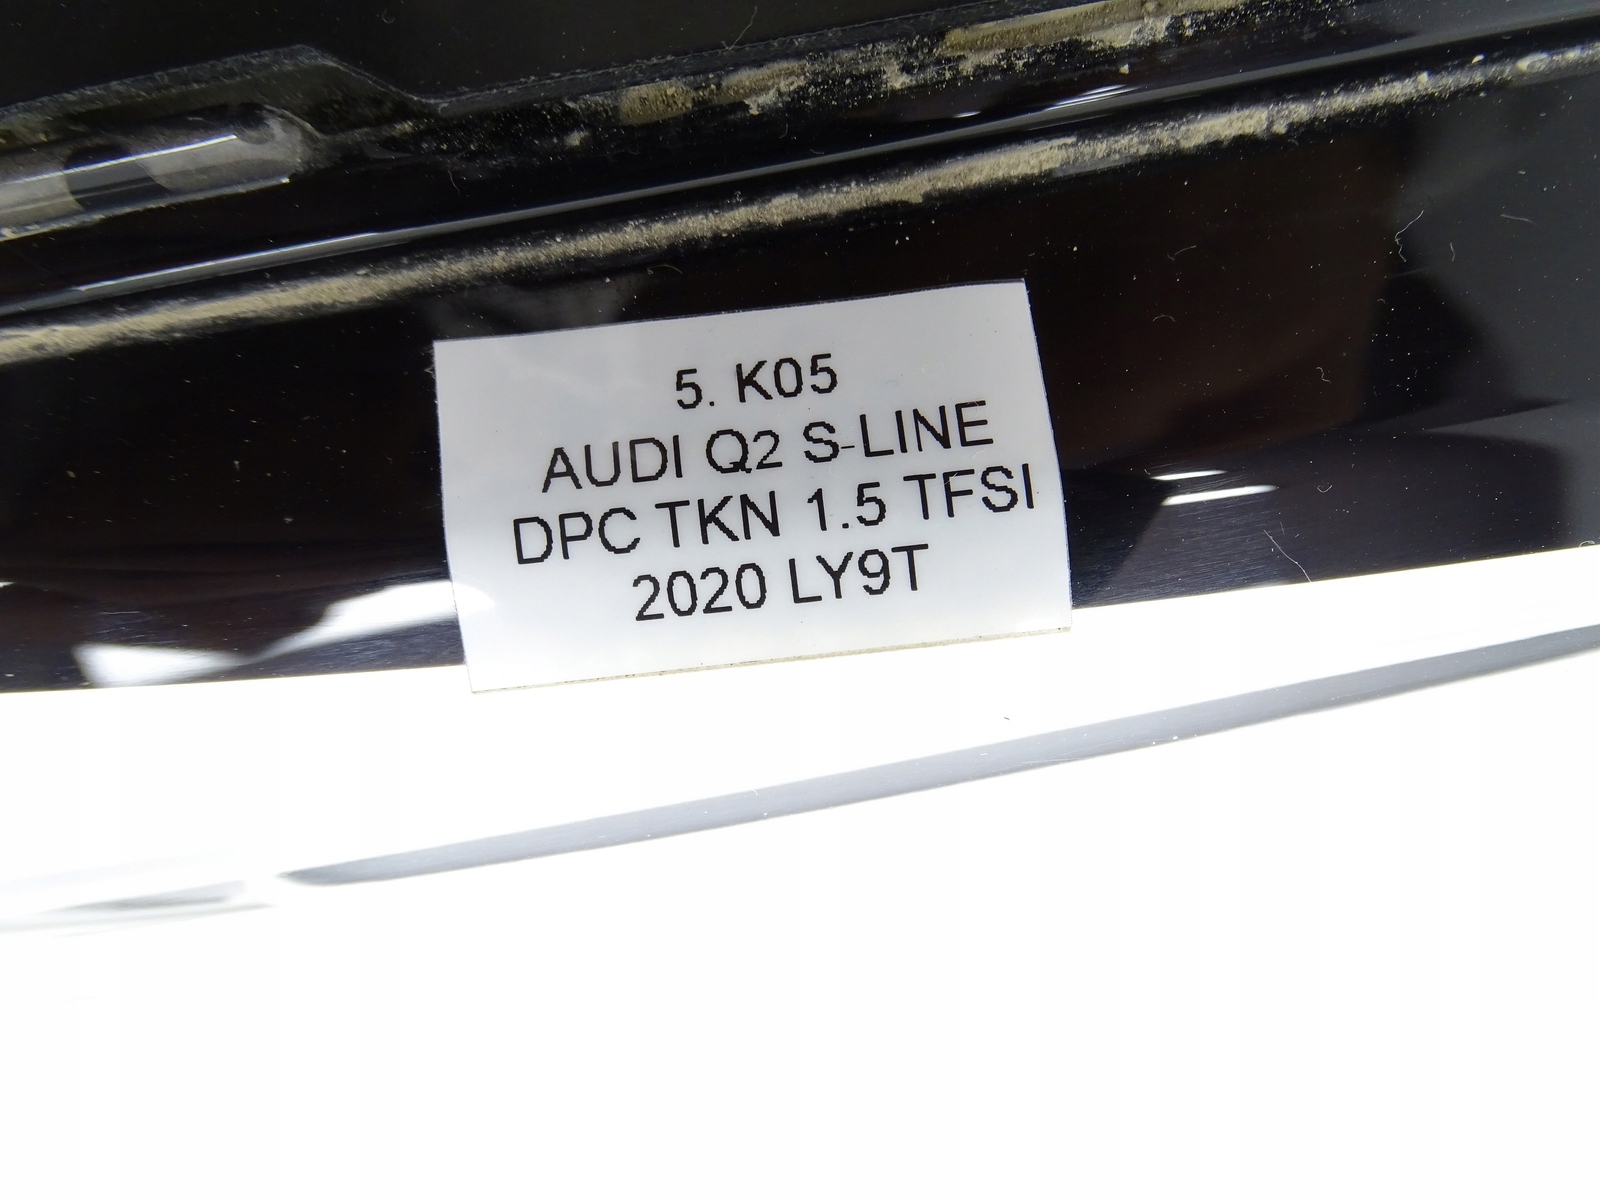 5. K05
AUDI Q2 S-LINE
DPC TKN 1.5 TFSI
2020 LY9T